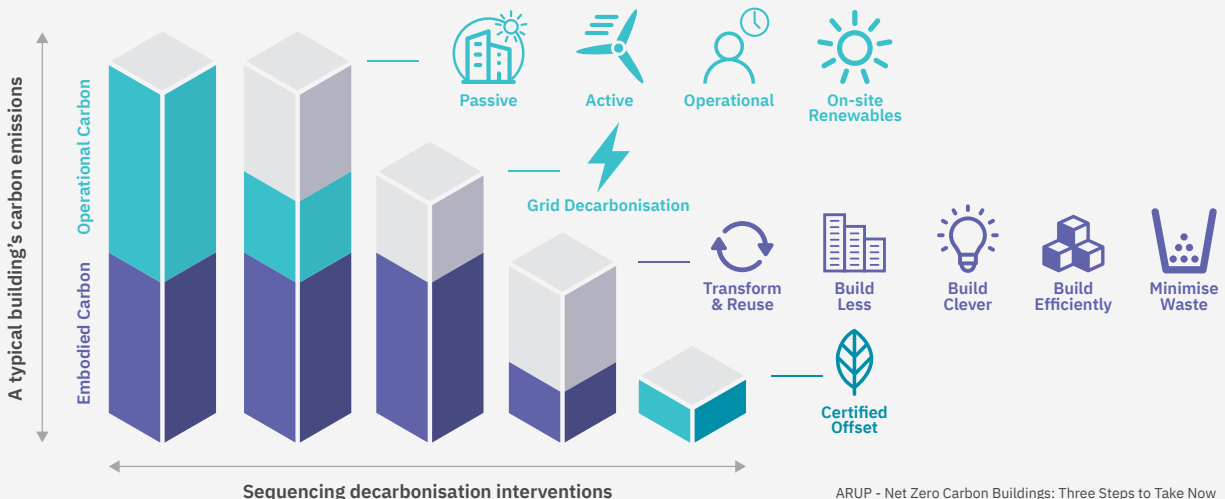 A typical building's carbon emissions
Operational Carbon
Embodied Carbon
Passive
Active
Operational
On-site
Renewables
Grid Decarbonisation
Transform
& Reuse
Build
Less
Build
Clever
Build
Efficiently
Minimise
Waste
Certified
Offset
Sequencing decarbonisation interventions
ARUP - Net Zero Carbon Buildings: Three Steps to Take Now